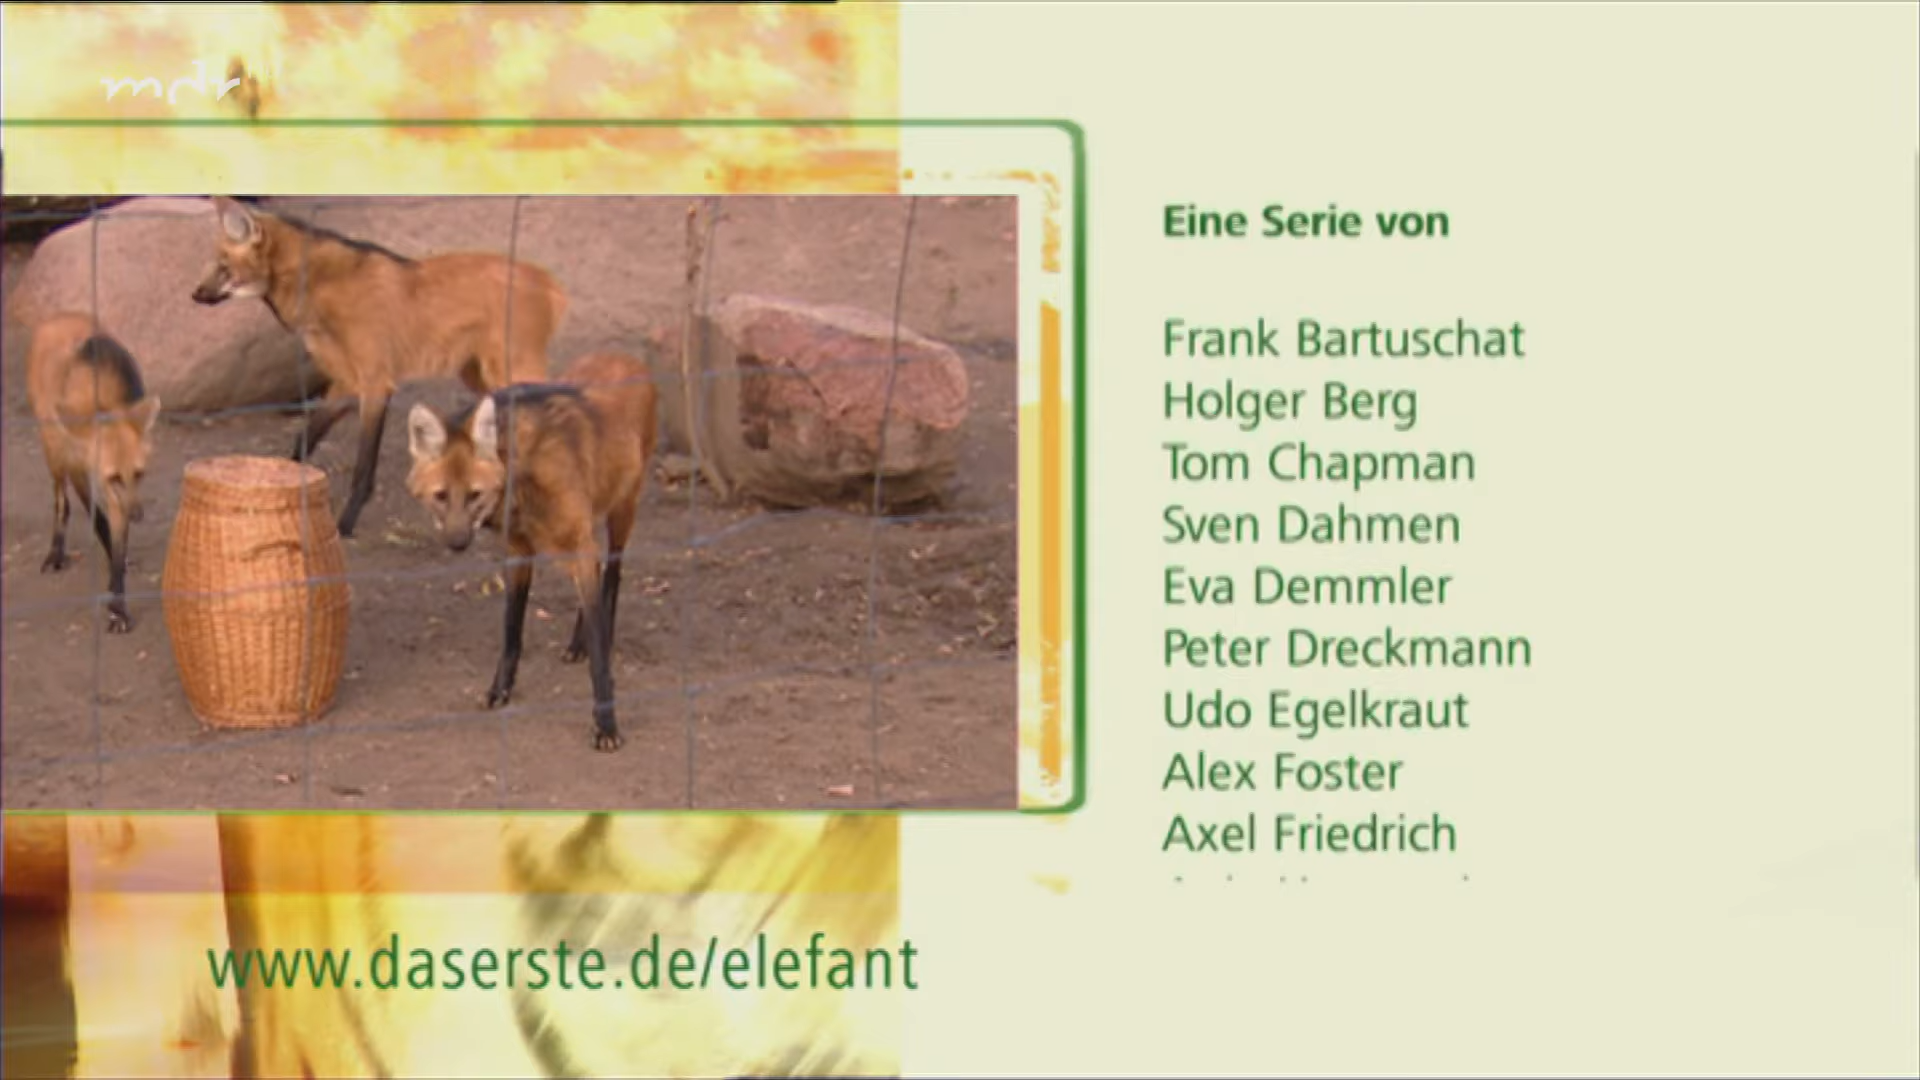 mdr
Eine Serie von
Frank Bartuschat
Holger Berg
Tom Chapman
Sven Dahmen
Eva Demmler
Peter Dreckmann
Udo Egelkraut
Alex Foster
Axel Friedrich
www.daserste.de/elefant